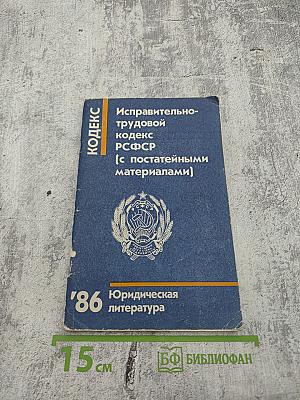 КОДЕКС
Исправительно-
трудовой
кодекс
РСФСР
(с постатейными
материалами)
'86
Юридическая
литература
15 см
БФ БИБЛИОФАН